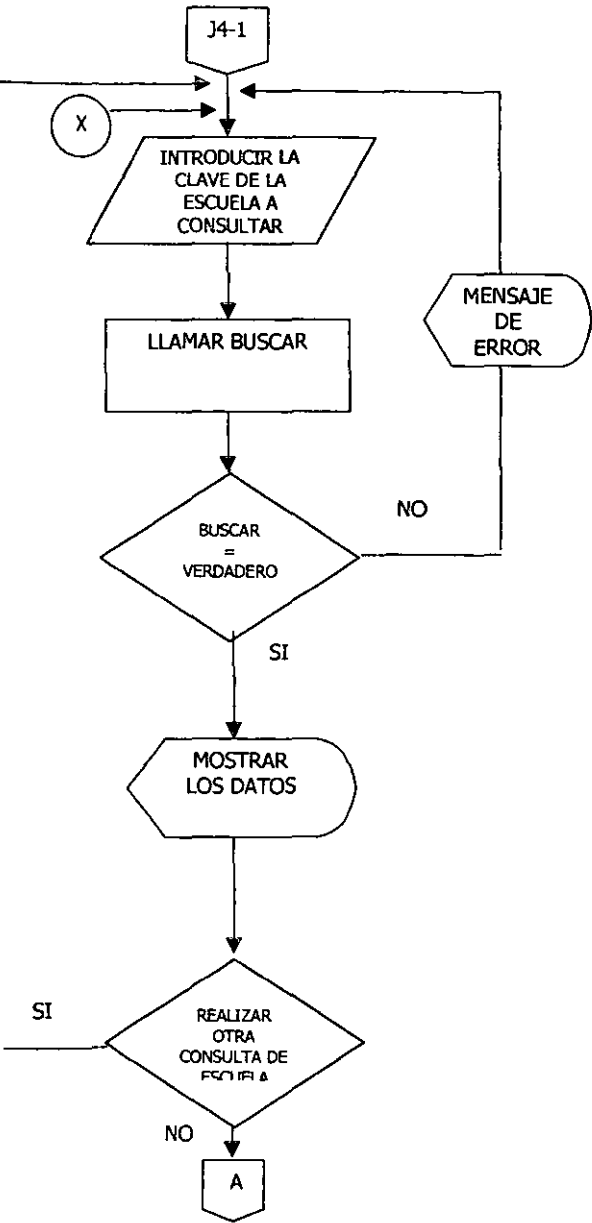 J4-1
X
INTRODUCIR LA
CLAVE DE LA
ESCUELA A
CONSULTAR
MENSAJE
DE
ERROR
LLAMAR BUSCAR
NO
BUSCAR
=
VERDADERO
SI
MOSTRAR
LOS DATOS
SI
REALIZAR
OTRA
CONSULTA DE
ESCUELA
NO
A